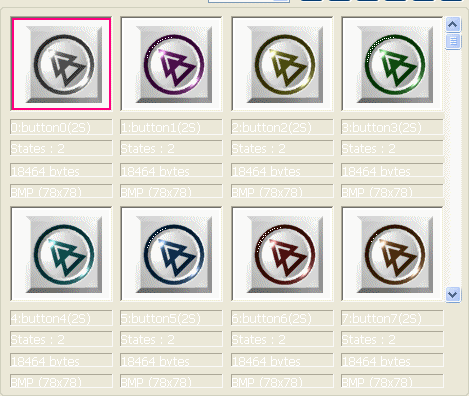 0:button0(2S)
States : 2
18464 bytes
BMP (78x78)
1:button1(2S)
States : 2
18464 bytes
BMP (78x78)
2:button2(2S)
States : 2
18464 bytes
BMP (78x78)
3:button3(2S)
States : 2
18464 bytes
BMP (78x78)
4:button4(2S)
States : 2
18464 bytes
BMP (78x78)
5:button5(2S)
States : 2
18464 bytes
BMP (78x78)
6:button6(2S)
States : 2
18464 bytes
BMP (78x78)
7:button7(2S)
States : 2
18464 bytes
BMP (78x78)